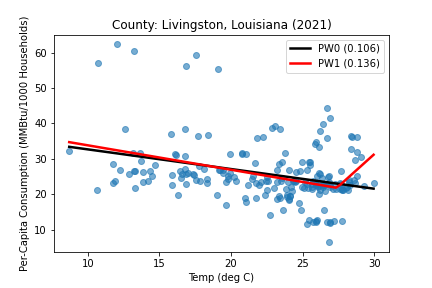 County: Livingston, Louisiana (2021)
PW0 (0.106)
PW1 (0.136)
Per-Capita Consumption (MMBtu/1000 Households)
60
50
40
30
20
10
10 15 20 25 30
Temp (deg C)